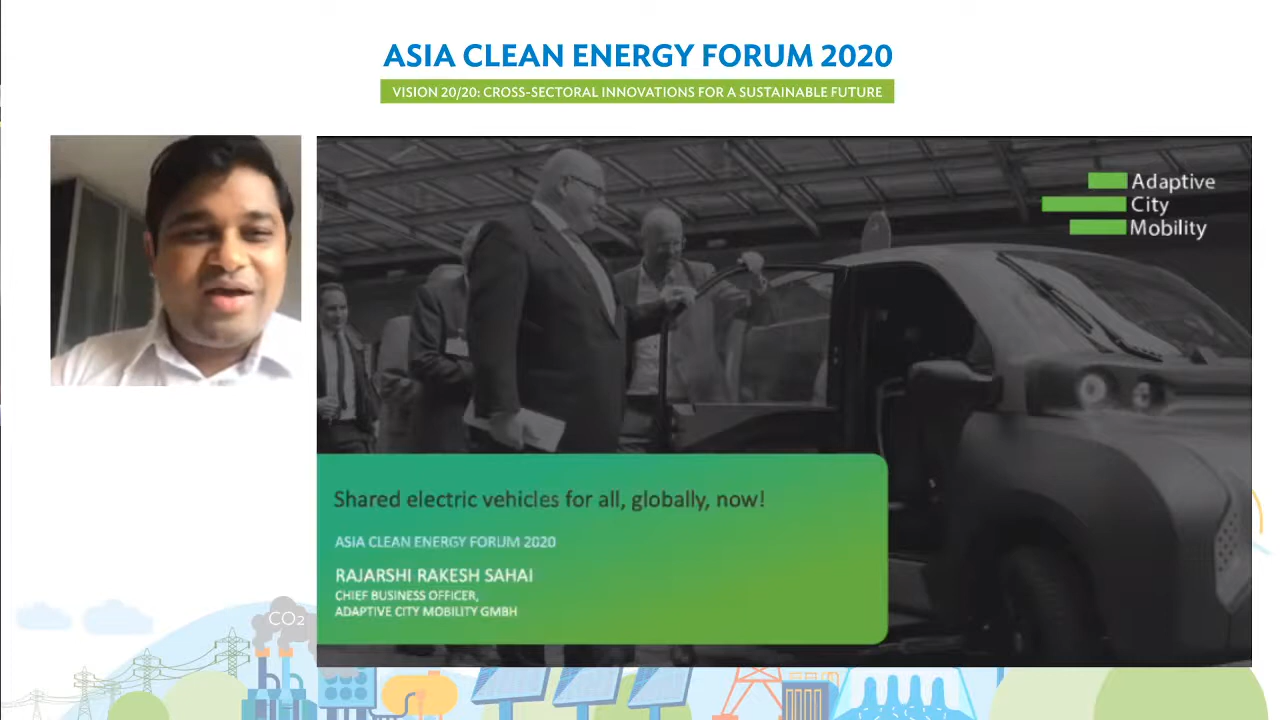 ASIA CLEAN ENERGY FORUM 2020
VISION 20/20: CROSS-SECTORAL INNOVATIONS FOR A SUSTAINABLE FUTURE
Adaptive
City
Mobility
Shared electric vehicles for all, globally, now!
ASIA CLEAN ENERGY FORUM 2020
RAJARSHI RAKESH SAHAI
CHIEF BUSINESS OFFICER,
ADAPTIVE CITY MOBILITY GMBH
CO2